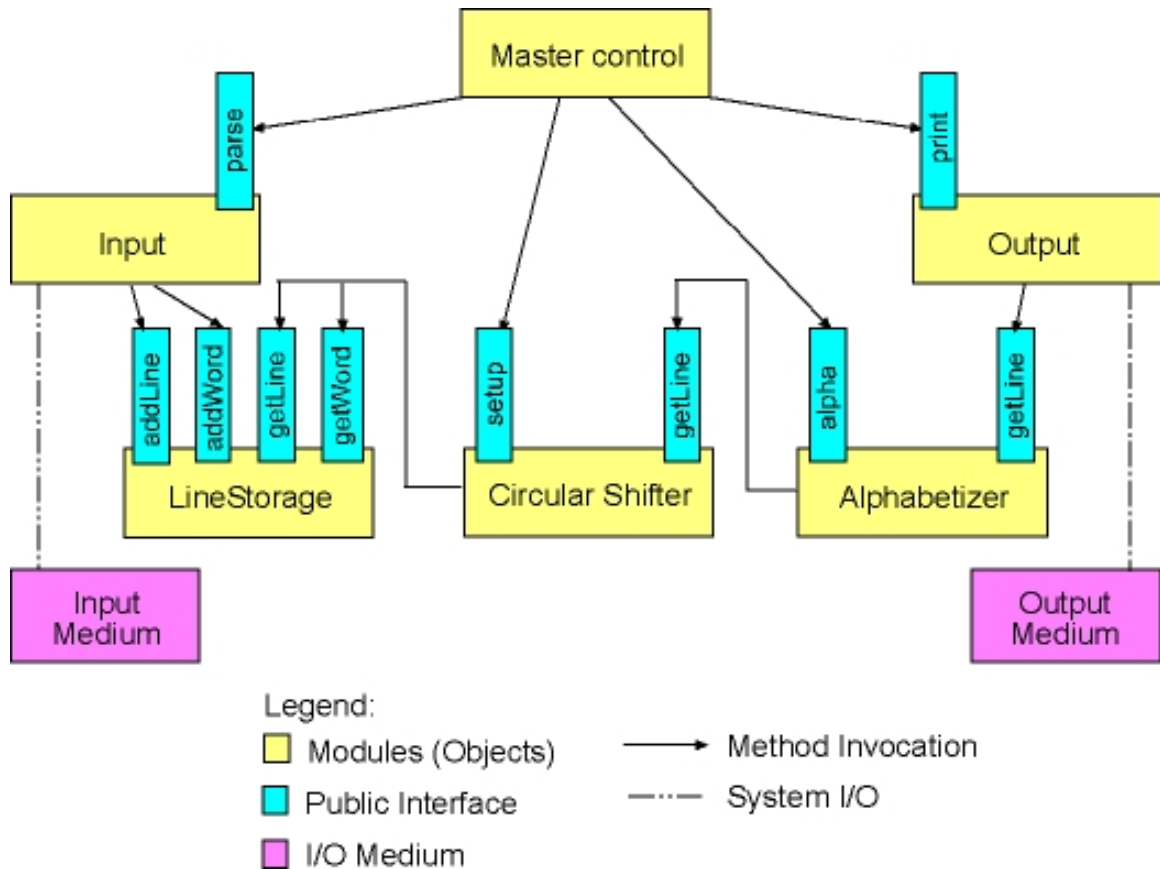 Master control
parse
print
Input
Output
addLine
addWord
getLine
getWord
setup
getLine
alpha
getLine
LineStorage
Circular Shifter
Alphabetizer
Input
Medium
Output
Medium
Legend:
Modules (Objects)
Method Invocation
Public Interface
System I/O
I/O Medium